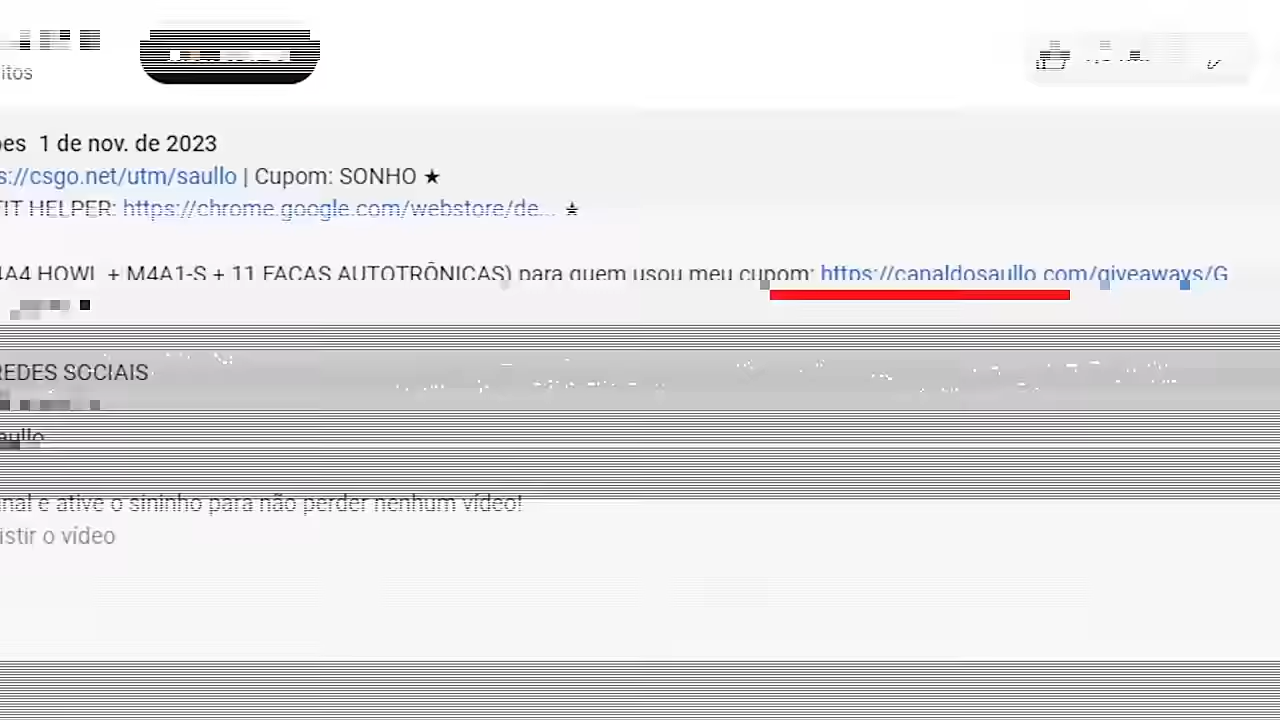 itos
es 1 de nov. de 2023
s://csgo.net/utm/saullo | Cupom: SONHO ★
IT HELPER: https://chrome.google.com/webstore/de... ★
4A4 HOWL + M4A1-S + 11 FACAS AUTOTRÔNICAS) para quem usou meu cupom: https://canaldosaullo.com/giveaways/G
REDES SOCIAIS
aullo
nal e ative o sininho para não perder nenhum vídeo!
istir o vídeo